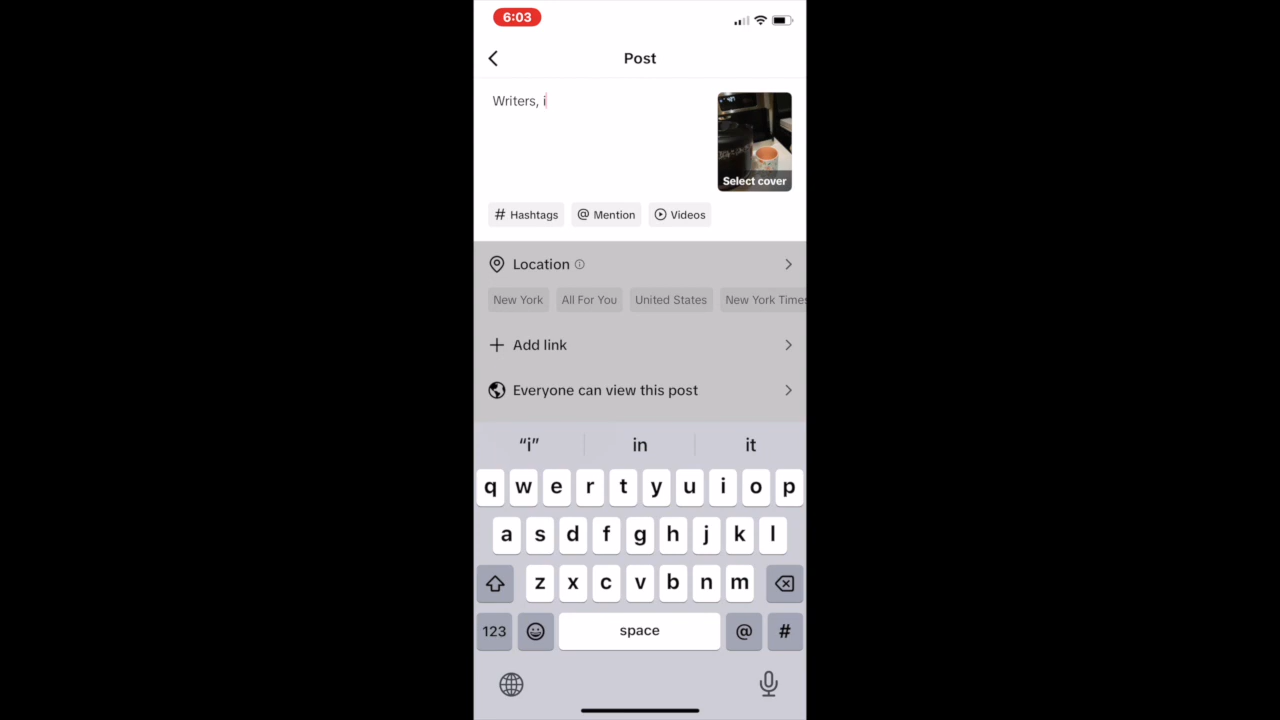 6:03
Post
Writers, i
Select cover
# Hashtags @ Mention Videos
Location
New York All For You United States New York Times
Add link
Everyone can view this post
“i” in it
q w e r t y u i o p
a s d f g h j k l
z x c v b n m
123 space @ #